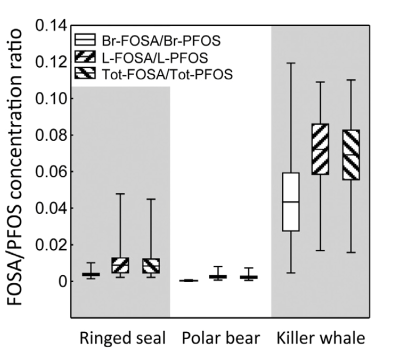 FOSA/PFOS concentration ratio
0.14
0.12
0.10
0.08
0.06
0.04
0.02
0
Br-FOSA/Br-PFOS
L-FOSA/L-PFOS
Tot-FOSA/Tot-PFOS
Ringed seal Polar bear Killer whale